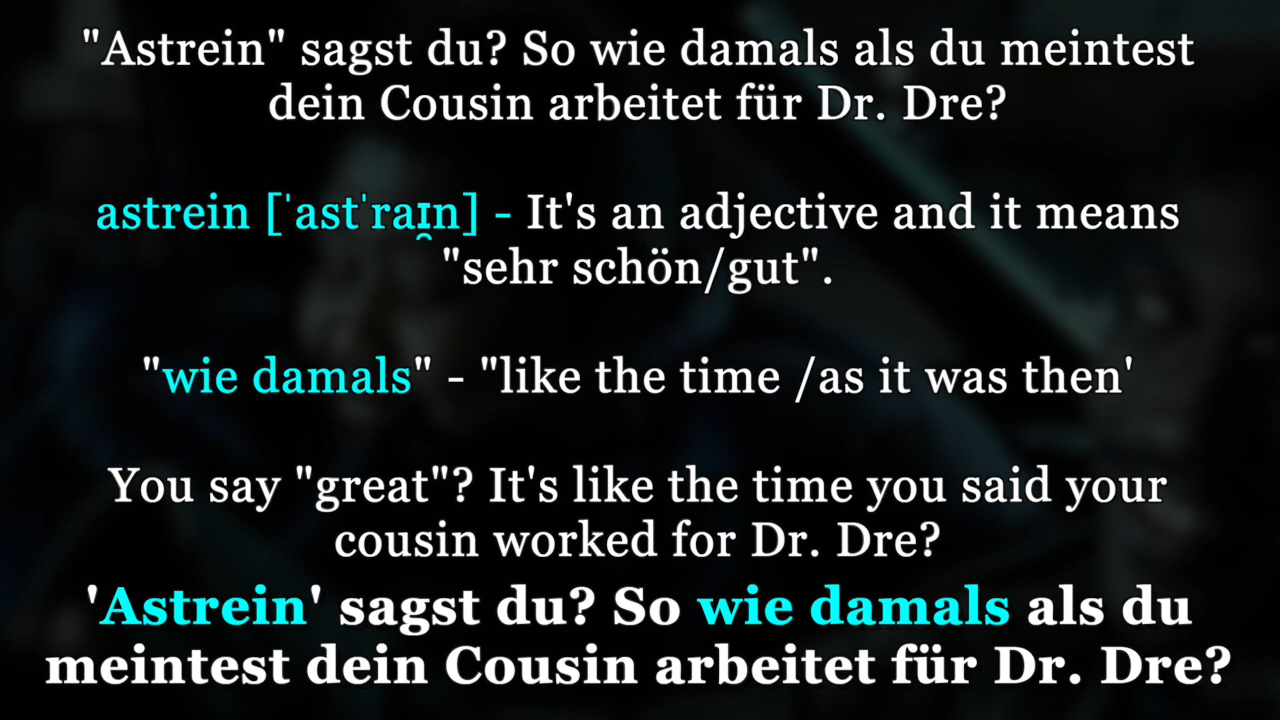 "Astrein" sagst du? So wie damals als du meintest
dein Cousin arbeitet für Dr. Dre?
astrein [ˈastˈraɪ̯n] - It's an adjective and it means
"sehr schön/gut".
"wie damals" - "like the time /as it was then'
You say "great"? It's like the time you said your
cousin worked for Dr. Dre?
'Astrein' sagst du? So wie damals als du
meintest dein Cousin arbeitet für Dr. Dre?